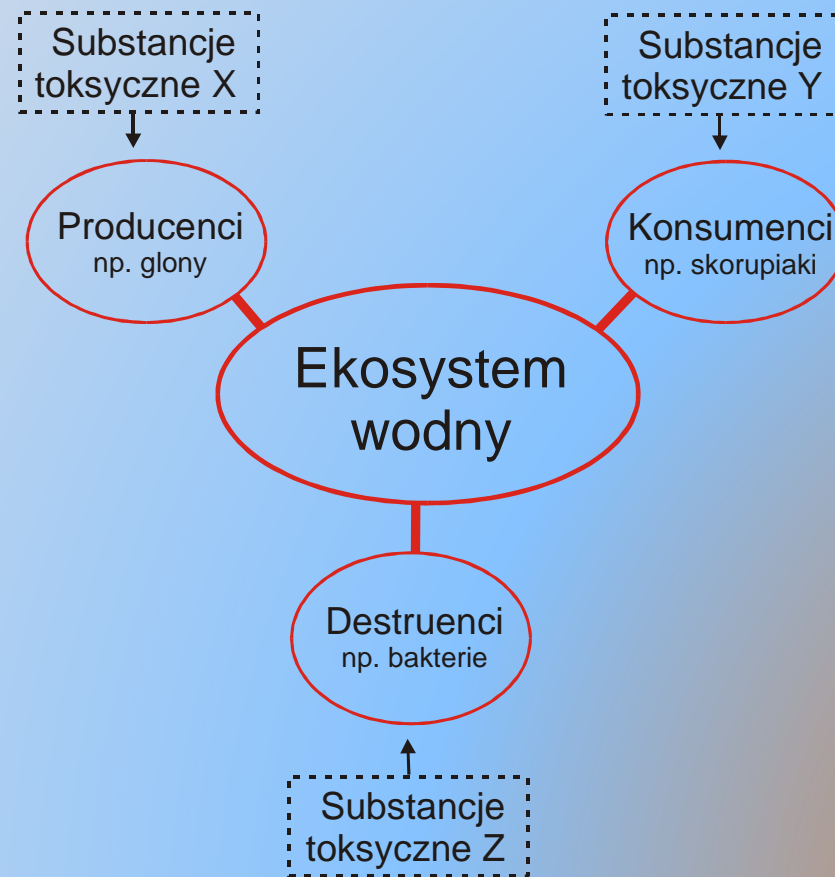 Substancje
toksyczne X
Substancje
toksyczne Y
Producenci
np. glony
Konsumenci
np. skorupiaki
Ekosystem
wodny
Destruenci
np. bakterie
Substancje
toksyczne Z